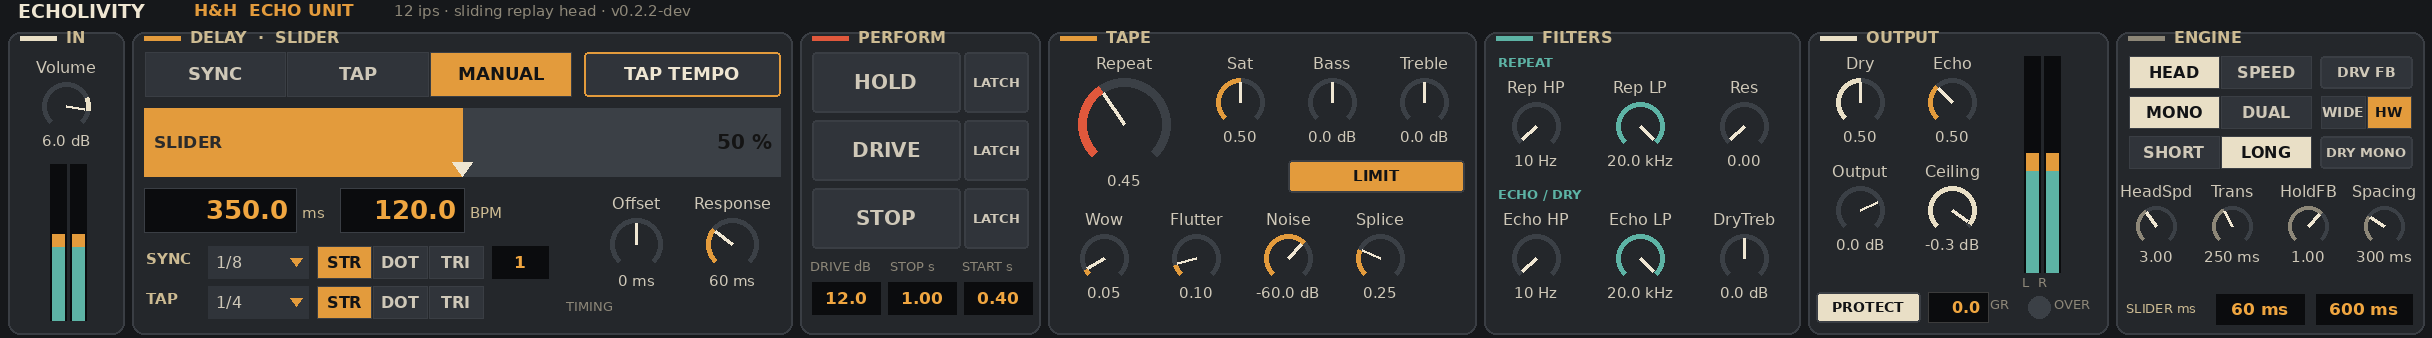 ECHOLIVITY H&H ECHO UNIT 12 ips · sliding replay head · v0.2.2-dev
IN
Volume
6.0 dB
DELAY · SLIDER
SYNC TAP MANUAL TAP TEMPO
SLIDER 50 %
350.0 ms 120.0 BPM
Offset Response
0 ms 60 ms
SYNC 1/8 STR DOT TRI 1
TAP 1/4 STR DOT TRI
TIMING
PERFORM
HOLD LATCH
DRIVE LATCH
STOP LATCH
DRIVE dB STOP s START s
12.0 1.00 0.40
TAPE
Repeat Sat Bass Treble
0.50 0.0 dB 0.0 dB
0.45
LIMIT
Wow Flutter Noise Splice
0.05 0.10 -60.0 dB 0.25
FILTERS
REPEAT
Rep HP Rep LP Res
10 Hz 20.0 kHz 0.00
ECHO / DRY
Echo HP Echo LP DryTreb
10 Hz 20.0 kHz 0.0 dB
OUTPUT
Dry Echo
0.50 0.50
Output Ceiling
0.0 dB -0.3 dB
L R
PROTECT 0.0 GR OVER
ENGINE
HEAD SPEED DRV FB
MONO DUAL WIDE HW
SHORT LONG DRY MONO
HeadSpd Trans HoldFB Spacing
3.00 250 ms 1.00 300 ms
SLIDER ms 60 ms 600 ms